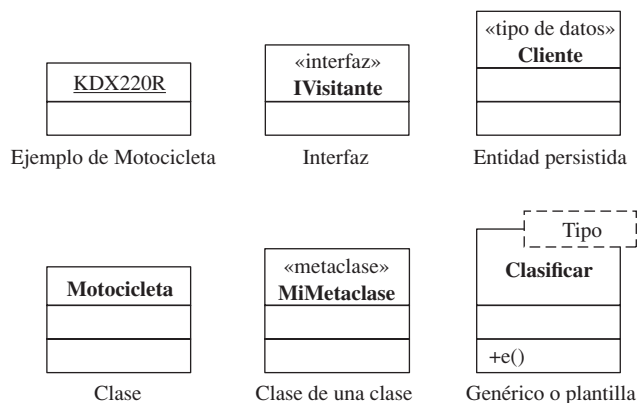 KDX220R
Ejemplo de Motocicleta
«interfaz»
IVisitante
Interfaz
«tipo de datos»
Cliente
Entidad persistida
Motocicleta
Clase
«metaclase»
MiMetaclase
Clase de una clase
Tipo
Clasificar
+e()
Genérico o plantilla